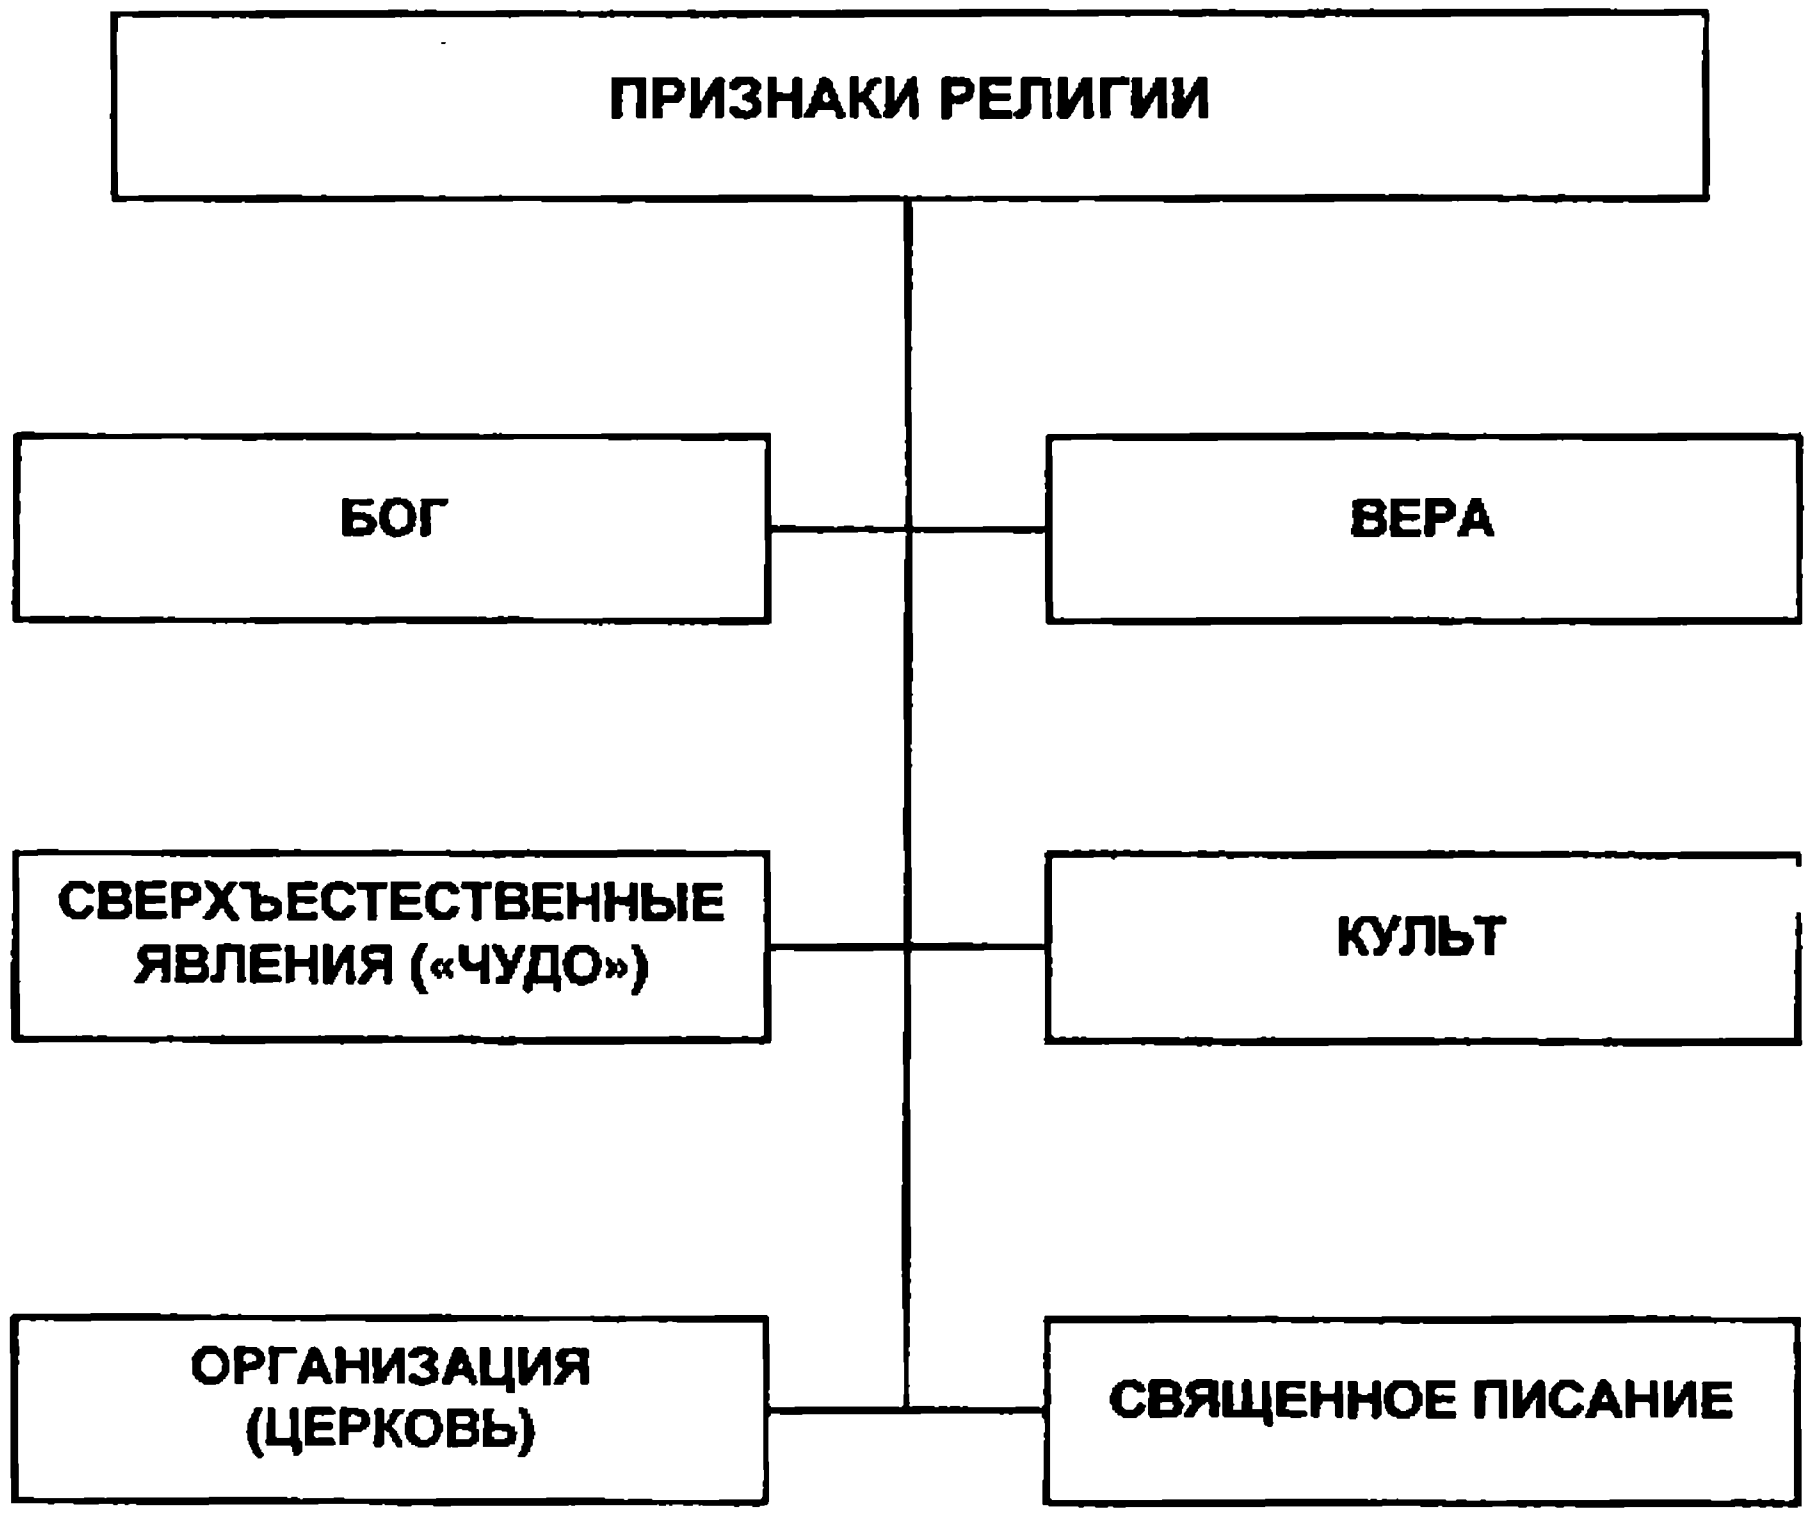 ПРИЗНАКИ РЕЛИГИИ
БОГ
ВЕРА
СВЕРХЪЕСТЕСТВЕННЫЕ
ЯВЛЕНИЯ («ЧУДО»)
КУЛЬТ
ОРГАНИЗАЦИЯ
(ЦЕРКОВЬ)
СВЯЩЕННОЕ ПИСАНИЕ